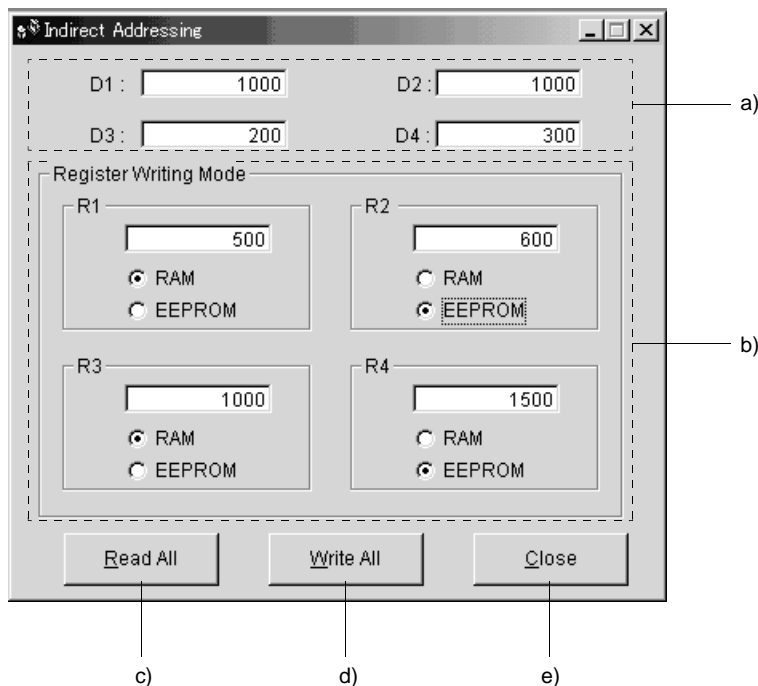 Indirect Addressing
D1 : 1000 D2 : 1000
a)
D3 : 200 D4 : 300
Register Writing Mode
R1 R2
500 600
RAM RAM
EEPROM EEPROM
b)
R3 R4
1000 1500
RAM RAM
EEPROM EEPROM
Read All Write All Close
c) d) e)